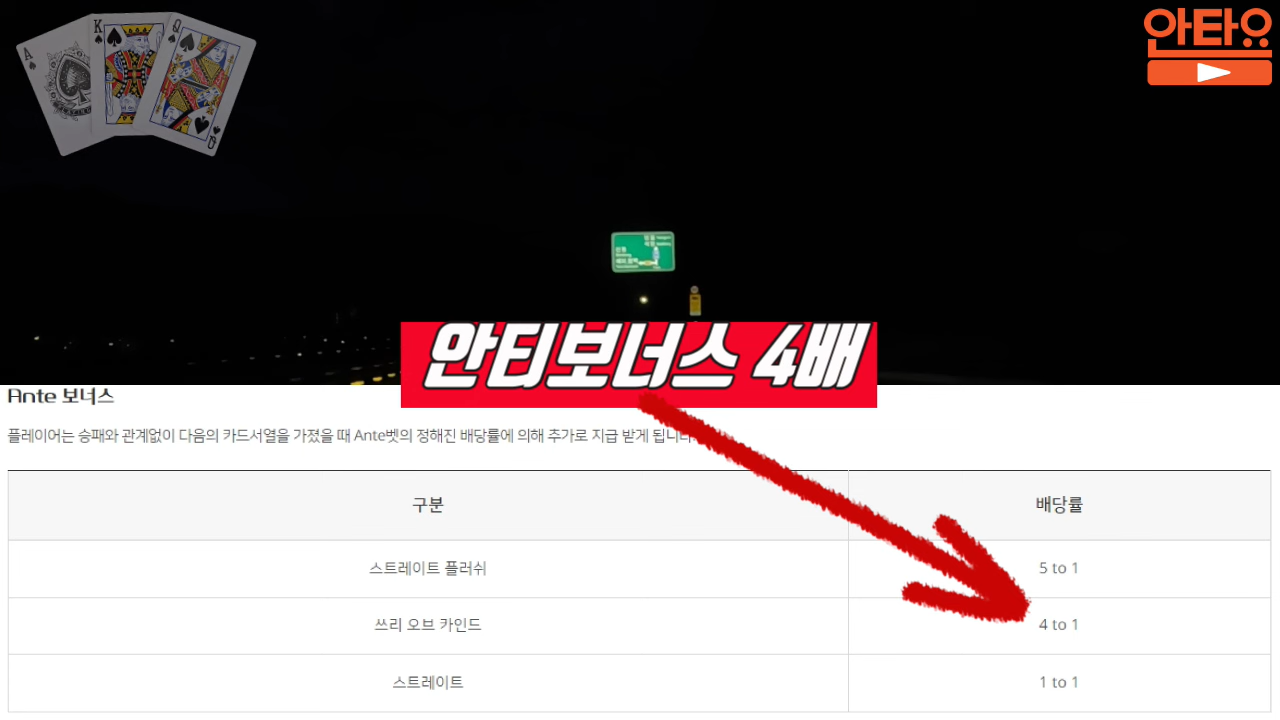 A
K
Q
Q
안타요
안티보너스 4배
Ante 보너스
플레이어는 승패와 관계없이 다음의 카드서열을 가졌을 때 Ante벳의 정해진 배당률에 의해 추가로 지급 받게 됩니다
구분 배당률
스트레이트 플러쉬 5 to 1
쓰리 오브 카인드 4 to 1
스트레이트 1 to 1